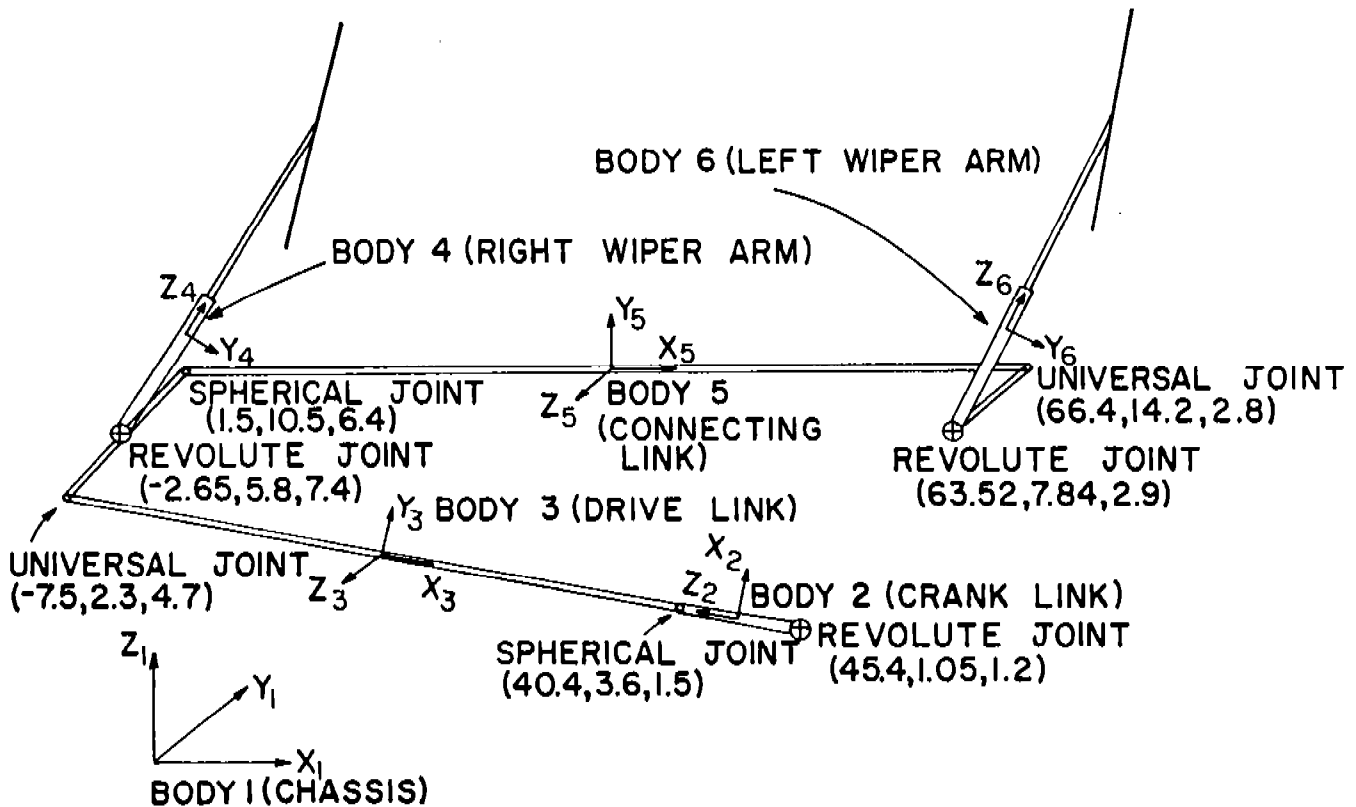 BODY 6 (LEFT WIPER ARM)
BODY 4 (RIGHT WIPER ARM)
Z4
Y4
Z6
Y6
Y5
X5
Z5
BODY 5
(CONNECTING
LINK)
SPHERICAL JOINT
(1.5,10.5,6.4)
UNIVERSAL JOINT
(66.4,14.2,2.8)
REVOLUTE JOINT
(-2.65,5.8,7.4)
REVOLUTE JOINT
(63.52,7.84,2.9)
Y3 BODY 3 (DRIVE LINK)
Z3
X3
UNIVERSAL JOINT
(-7.5,2.3,4.7)
X2
Z2
BODY 2 (CRANK LINK)
REVOLUTE JOINT
(45.4,1.05,1.2)
SPHERICAL JOINT
(40.4,3.6,1.5)
Z1
Y1
X1
BODY 1 (CHASSIS)